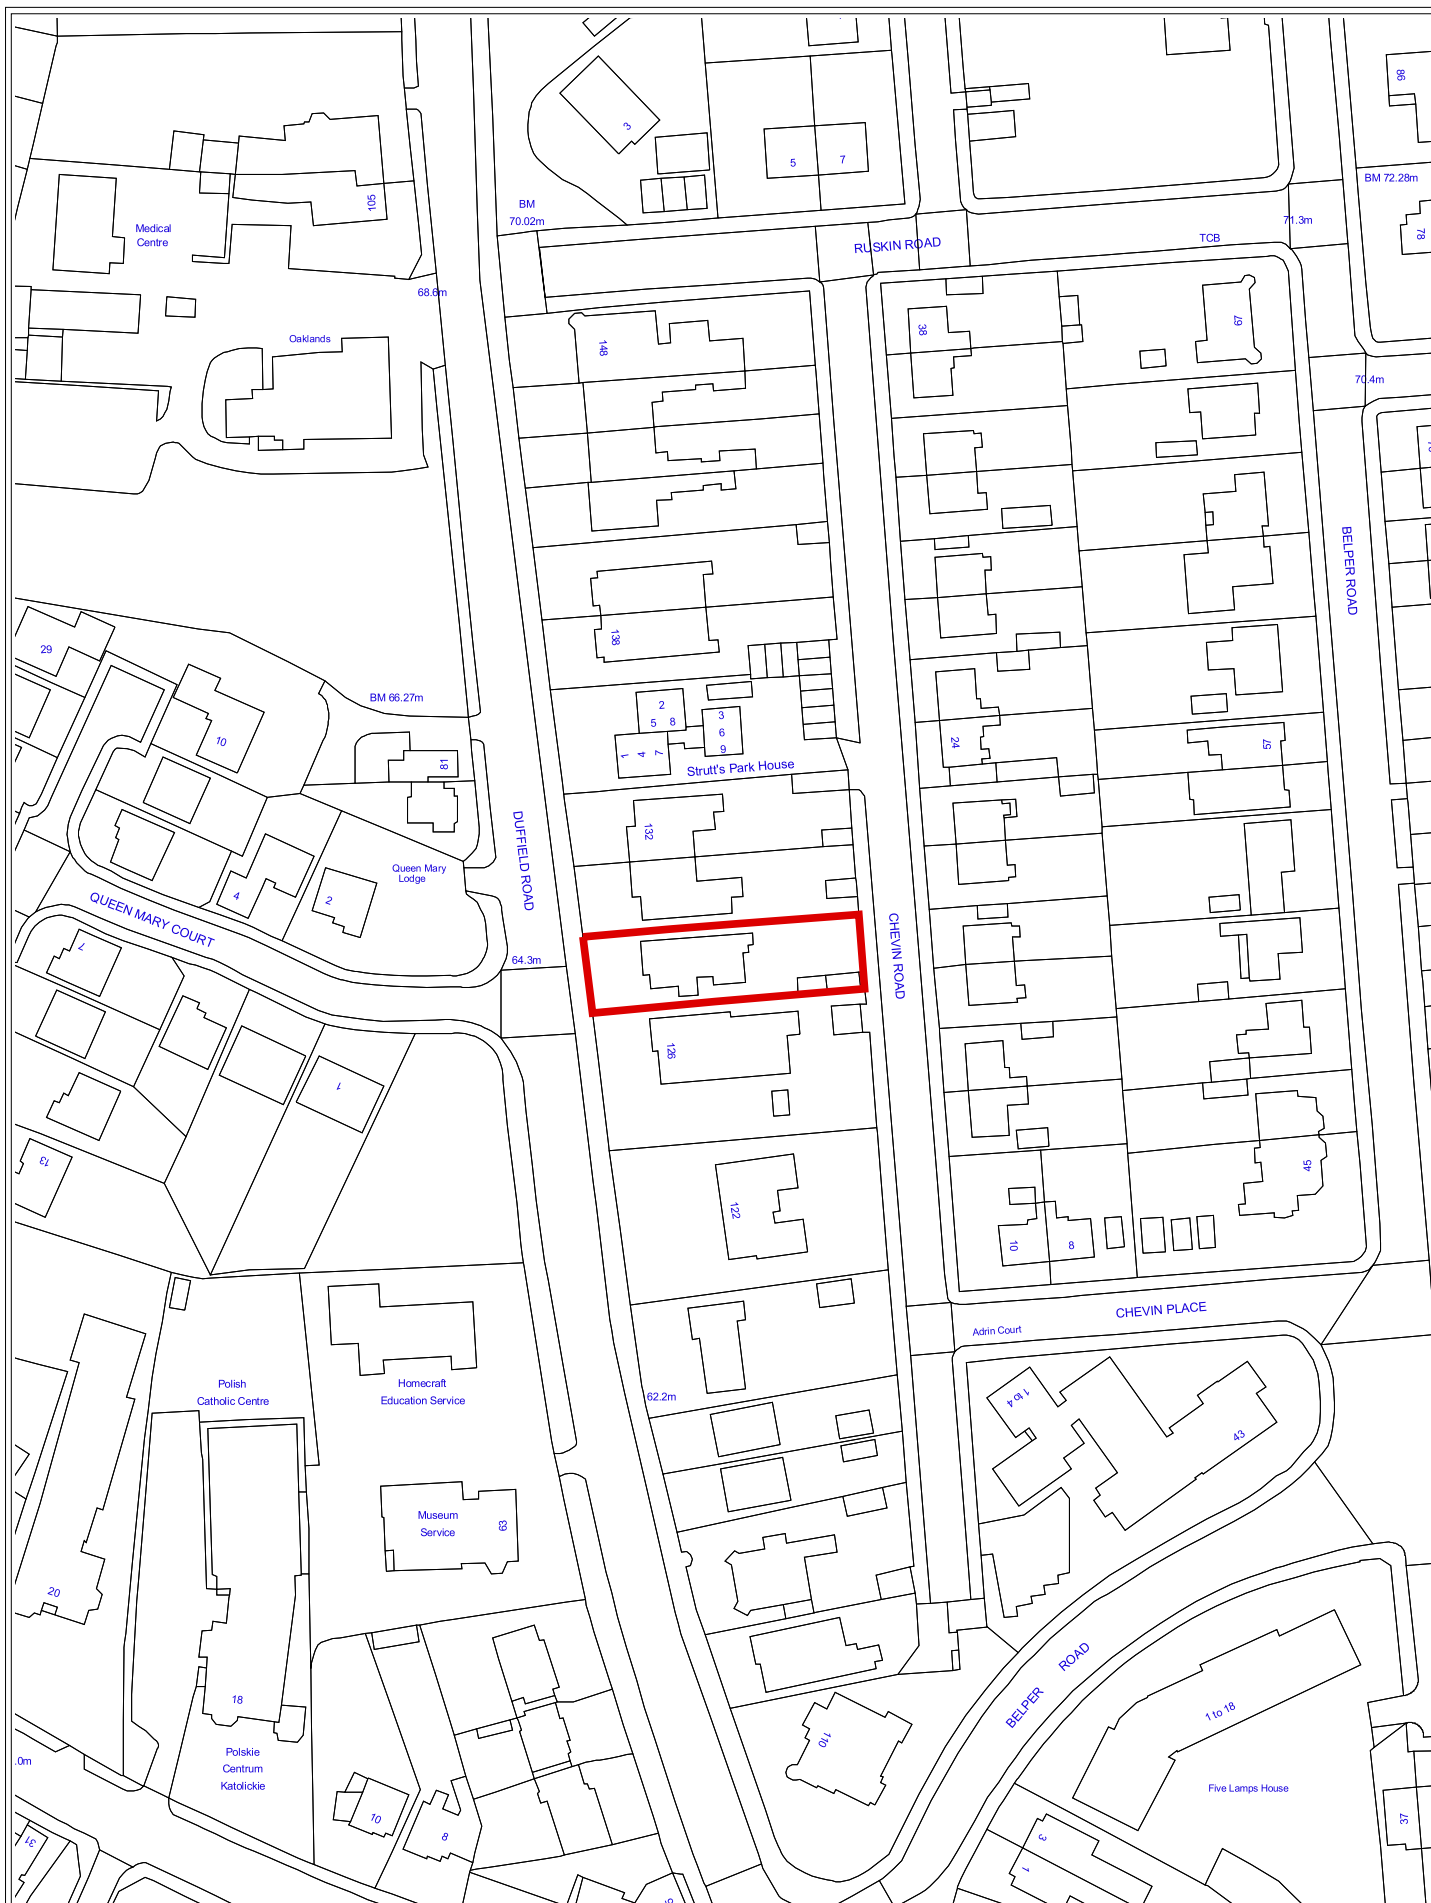 86
3
5
7
BM 72.28m
105
BM
70.02m
71.3m
78
Medical
Centre
RUSKIN ROAD
TCB
68.6m
38
67
Oaklands
148
70.4m
BELPER ROAD
29
138
BM 66.27m
2
5 8
3
6
9
10
1 4 7
24
57
181
Strutt's Park House
132
DUFFIELD ROAD
Queen Mary
Lodge
4
2
QUEEN MARY COURT
7
64.3m
CHEVIN ROAD
126
1
13
45
122
10
8
CHEVIN PLACE
Adrin Court
Polish
Catholic Centre
Homecraft
Education Service
62.2m
1 to 4
43
Museum
Service
63
20
BELPER ROAD
18
1 to 18
110
Polskie
Centrum
Katolickie
.0m
Five Lamps House
10
8
37
31
3
1